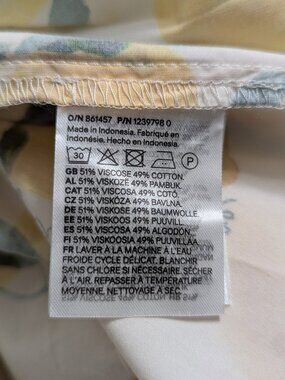 O/N 861457 P/N 1239798 0
Made in Indonesia. Fabriqué en
Indonésie. Hecho en Indonesia.
30 P
GB 51% VISCOSE 49% COTTON.
AL 51% VISKOZË 49% PAMBUK.
CAT 51% VISCOSA 49% COTÓ.
CZ 51% VISKÓZA 49% BAVLNA.
DE 51% VISKOSE 49% BAUMWOLLE.
EE 51% VISKOOS 49% PUUVILL.
ES 51% VISCOSA 49% ALGODON.
FI 51% VISKOOSI 49% PUUVILLAA.
FR LAVER À LA MACHINE À L'EAU
FROIDE CYCLE DÉLICAT. BLANCHIR
SANS CHLORE SI NÉCESSAIRE. SÉCHER
À L'AIR. REPASSER À TEMPÉRATURE
MOYENNE. NETTOYAGE À SEC.